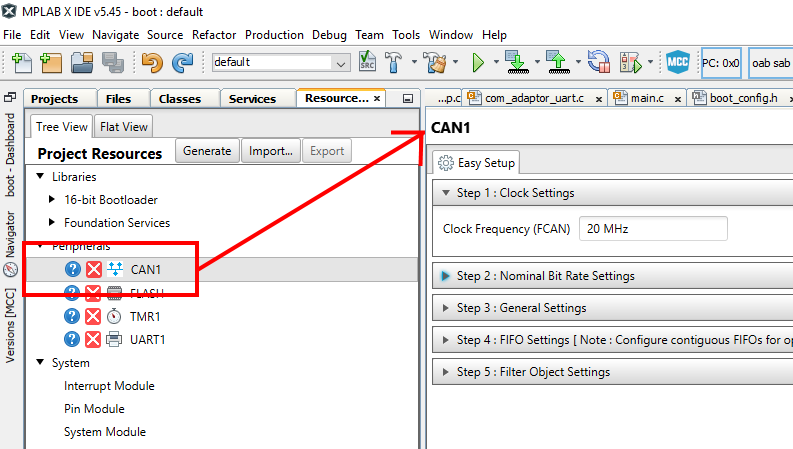 MPLAB X IDE v5.45 - boot : default
File Edit View Navigate Source Refactor Production Debug Team Tools Window Help
default
SRC
MCC
PC: 0x0
oab sab
Projects Files Classes Services Resource... ×
...p.c com_adaptor_uart.c × main.c × boot_config.h ×
boot - Dashboard
Navigator
Versions [MCC]
Tree View Flat View
Project Resources Generate Import... Export
Libraries
16-bit Bootloader
Foundation Services
Peripherals
CAN1
FLASH
TMR1
UART1
System
Interrupt Module
Pin Module
System Module
CAN1
Easy Setup
Step 1 : Clock Settings
Clock Frequency (FCAN) 20 MHz
Step 2 : Nominal Bit Rate Settings
Step 3 : General Settings
Step 4 : FIFO Settings [ Note : Configure contiguous FIFOs for op
Step 5 : Filter Object Settings